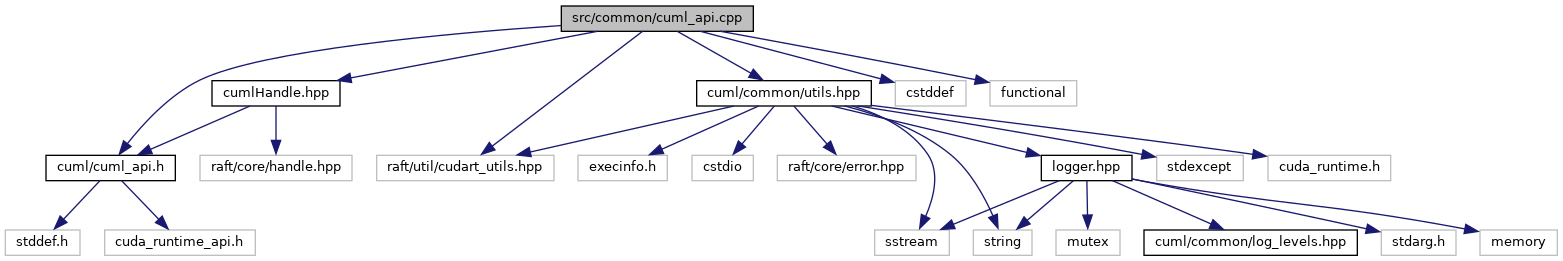 src/common/cuml_api.cpp
cumlHandle.hpp
cuml/common/utils.hpp
cstddef
functional
cuml/cuml_api.h
raft/core/handle.hpp
raft/util/cudart_utils.hpp
execinfo.h
cstdio
raft/core/error.hpp
logger.hpp
stdexcept
cuda_runtime.h
stddef.h
cuda_runtime_api.h
sstream
string
mutex
cuml/common/log_levels.hpp
stdarg.h
memory